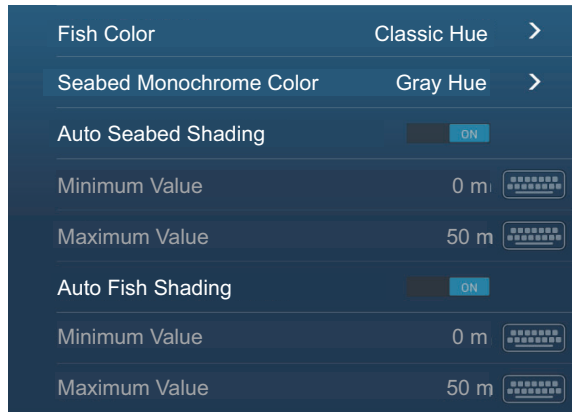 Fish Color Classic Hue >
Seabed Monochrome Color Gray Hue >
Auto Seabed Shading ON
Minimum Value 0 m
Maximum Value 50 m
Auto Fish Shading ON
Minimum Value 0 m
Maximum Value 50 m